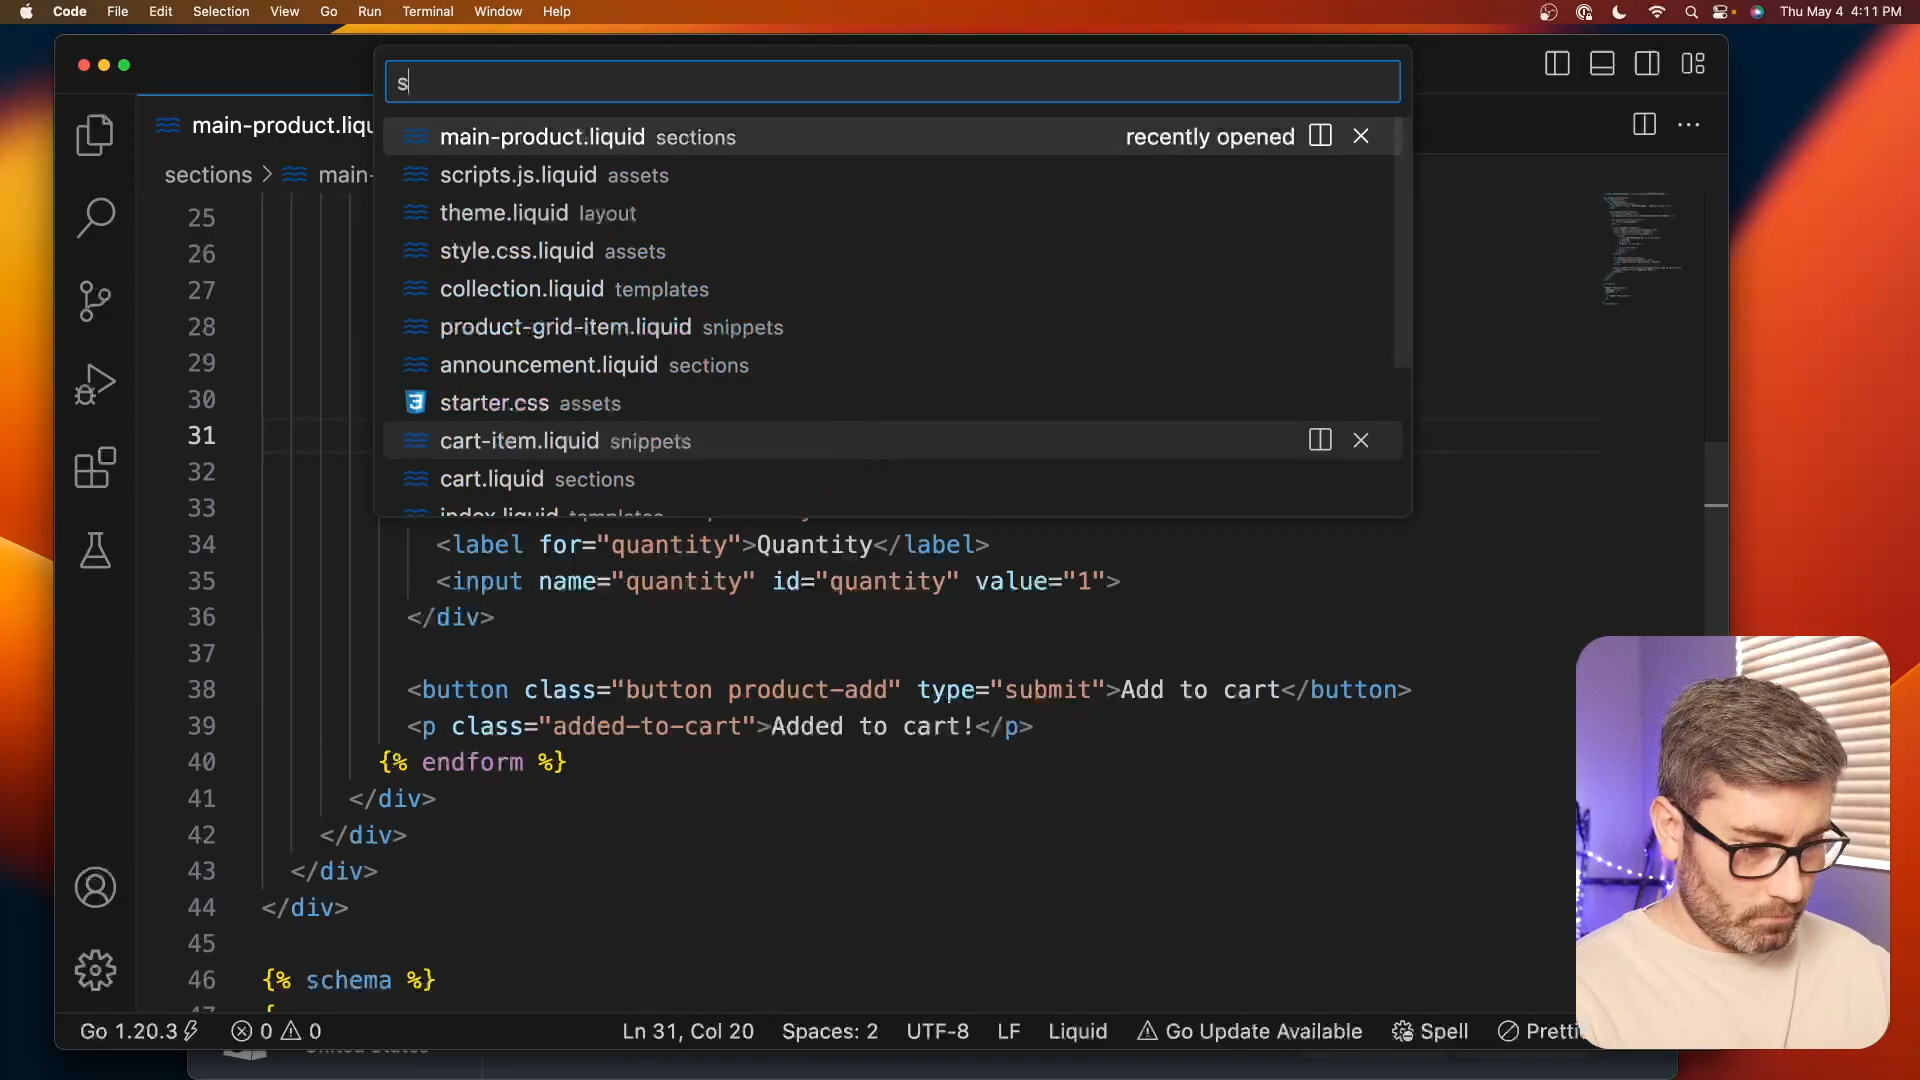 Code File Edit Selection View Go Run Terminal Window Help Thu May 4 4:11 PM
s
main-product.liqu
main-product.liquid sections recently opened
sections > main-
scripts.js.liquid assets
theme.liquid layout
style.css.liquid assets
collection.liquid templates
product-grid-item.liquid snippets
announcement.liquid sections
starter.css assets
cart-item.liquid snippets
cart.liquid sections
index.liquid templates
25
26
27
28
29
30
31
32
33
34 <label for="quantity">Quantity</label>
35 <input name="quantity" id="quantity" value="1">
36 </div>
37
38 <button class="button product-add" type="submit">Add to cart</button>
39 <p class="added-to-cart">Added to cart!</p>
40 {% endform %}
41 </div>
42 </div>
43 </div>
44 </div>
45
46 {% schema %}
47 {
Go 1.20.3 0 0 Ln 31, Col 20 Spaces: 2 UTF-8 LF Liquid Go Update Available Spell Pretti
United States